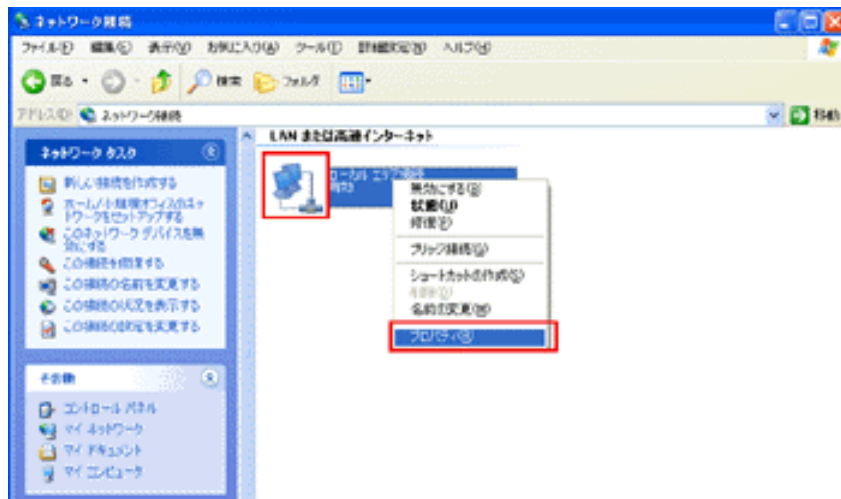 ネットワーク接続
ファイル(F) 編集(E) 表示(V) お気に入り(A) ツール(T) 詳細設定(N) ヘルプ(H)
戻る 検索 フォルダ
アドレス(D) ネットワーク接続 移動
LAN または高速インターネット
ネットワーク タスク
新しい接続を作成する
ホーム/小規模オフィスのネットワークをセットアップする
このネットワーク デバイスを無効にする
この接続を修復する
この接続の名前を変更する
この接続の状況を表示する
この接続の設定を変更する
その他
コントロール パネル
マイ ネットワーク
マイ ドキュメント
マイ コンピュータ
ローカル エリア接続
有効
無効にする(B)
状態(U)
修復(P)
ブリッジ接続(G)
ショートカットの作成(S)
削除(D)
名前の変更(M)
プロパティ(R)